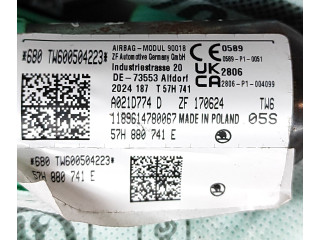 *680 TW600504223*
AIRBAG-MODUL 90018
ZF Automotive Germany GmbH
Industriestrasse 20
DE-73553 Alfdorf
2024 187 T 57H 741
CE 0589
0589-P1-0051
UKCA 2806
2806-P1-004099
A021D774 D ZF 170624 TW6
1189614780067 MADE IN POLAND 05S
57H 880 741 E
*680 TW600504223*
57H 880 741 E